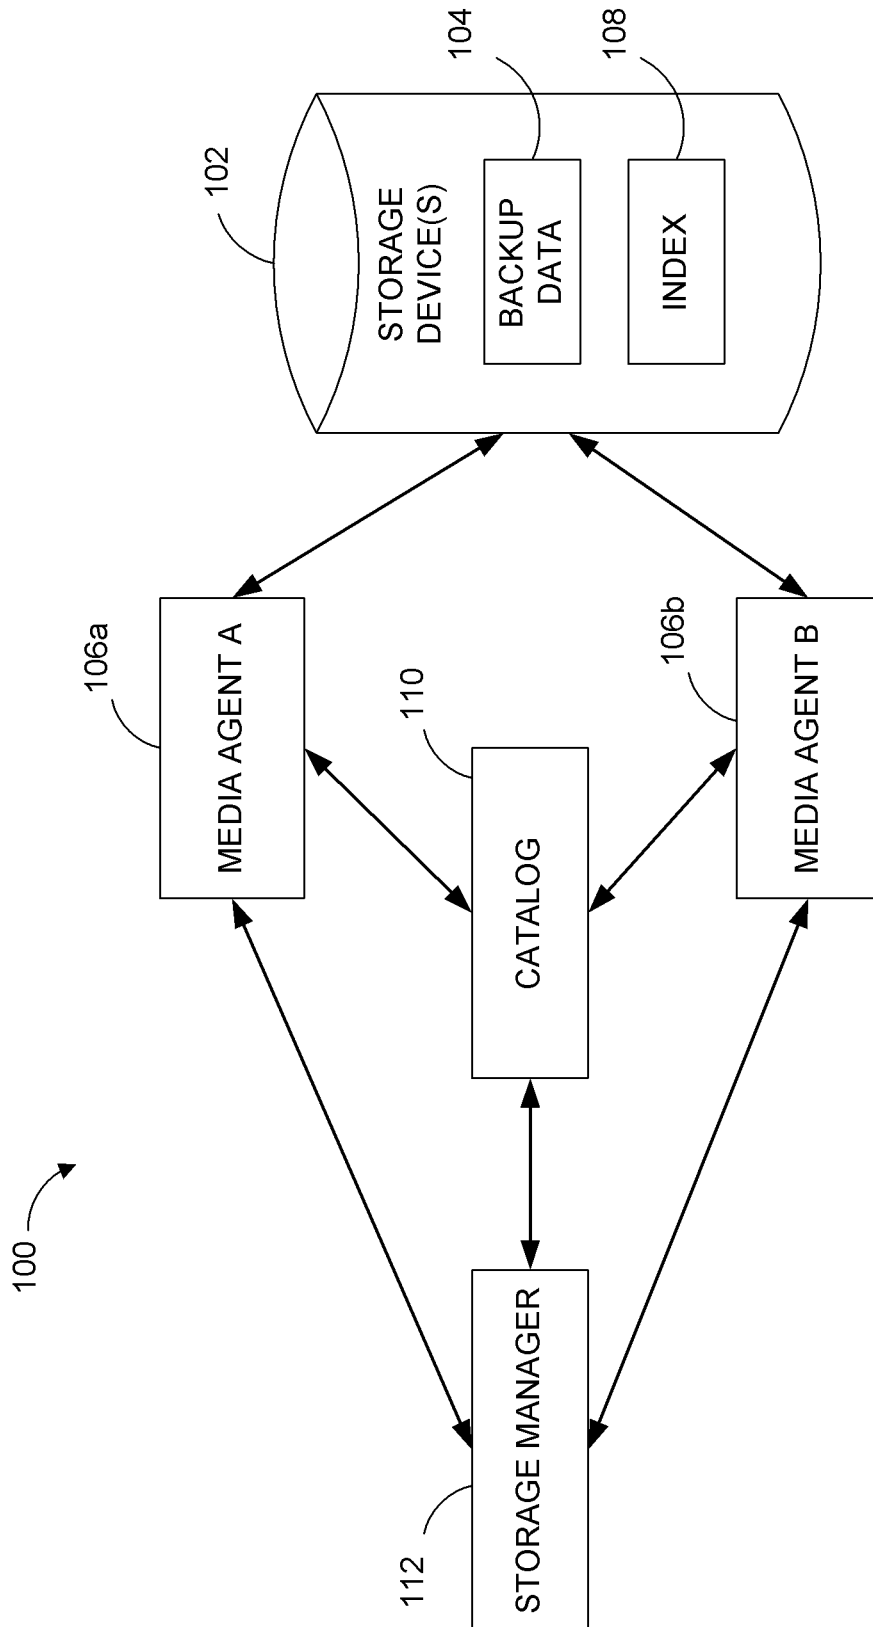 100
102
104
108
STORAGE
DEVICE(S)
BACKUP
DATA
INDEX
106a
MEDIA AGENT A
110
CATALOG
106b
MEDIA AGENT B
112
STORAGE MANAGER